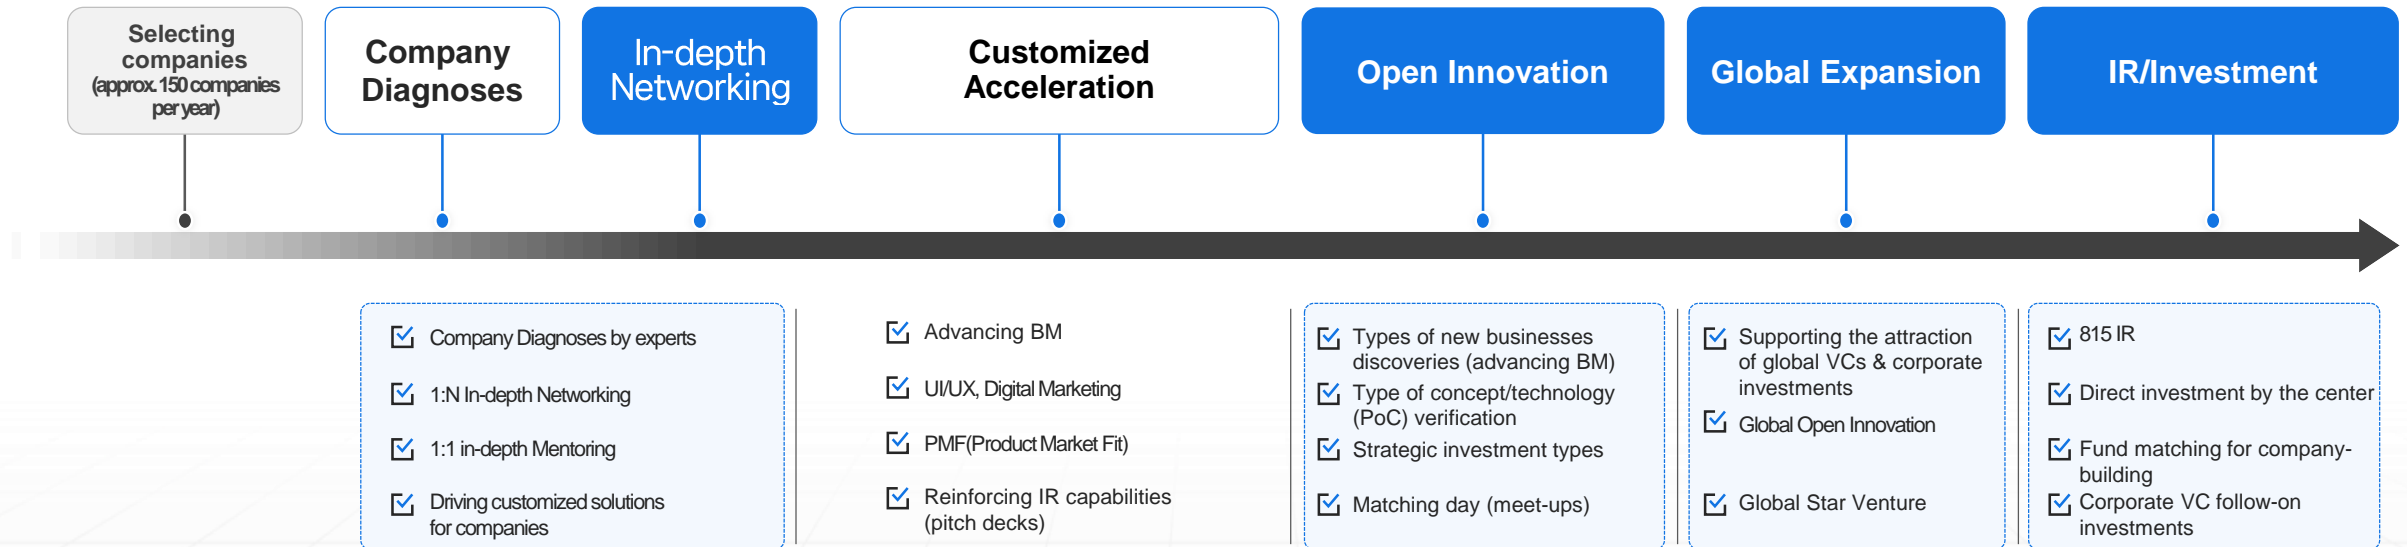 Selecting
companies
(approx. 150 companies
per year)
Company
Diagnoses
In-depth
Networking
Customized
Acceleration
Open Innovation
Global Expansion
IR/Investment
Company Diagnoses by experts
1:N In-depth Networking
1:1 in-depth Mentoring
Driving customized solutions
for companies
Advancing BM
UI/UX, Digital Marketing
PMF(Product Market Fit)
Reinforcing IR capabilities
(pitch decks)
Types of new businesses
discoveries (advancing BM)
Type of concept/technology
(PoC) verification
Strategic investment types
Matching day (meet-ups)
Supporting the attraction
of global VCs & corporate
investments
Global Open Innovation
Global Star Venture
815 IR
Direct investment by the center
Fund matching for company-
building
Corporate VC follow-on
investments